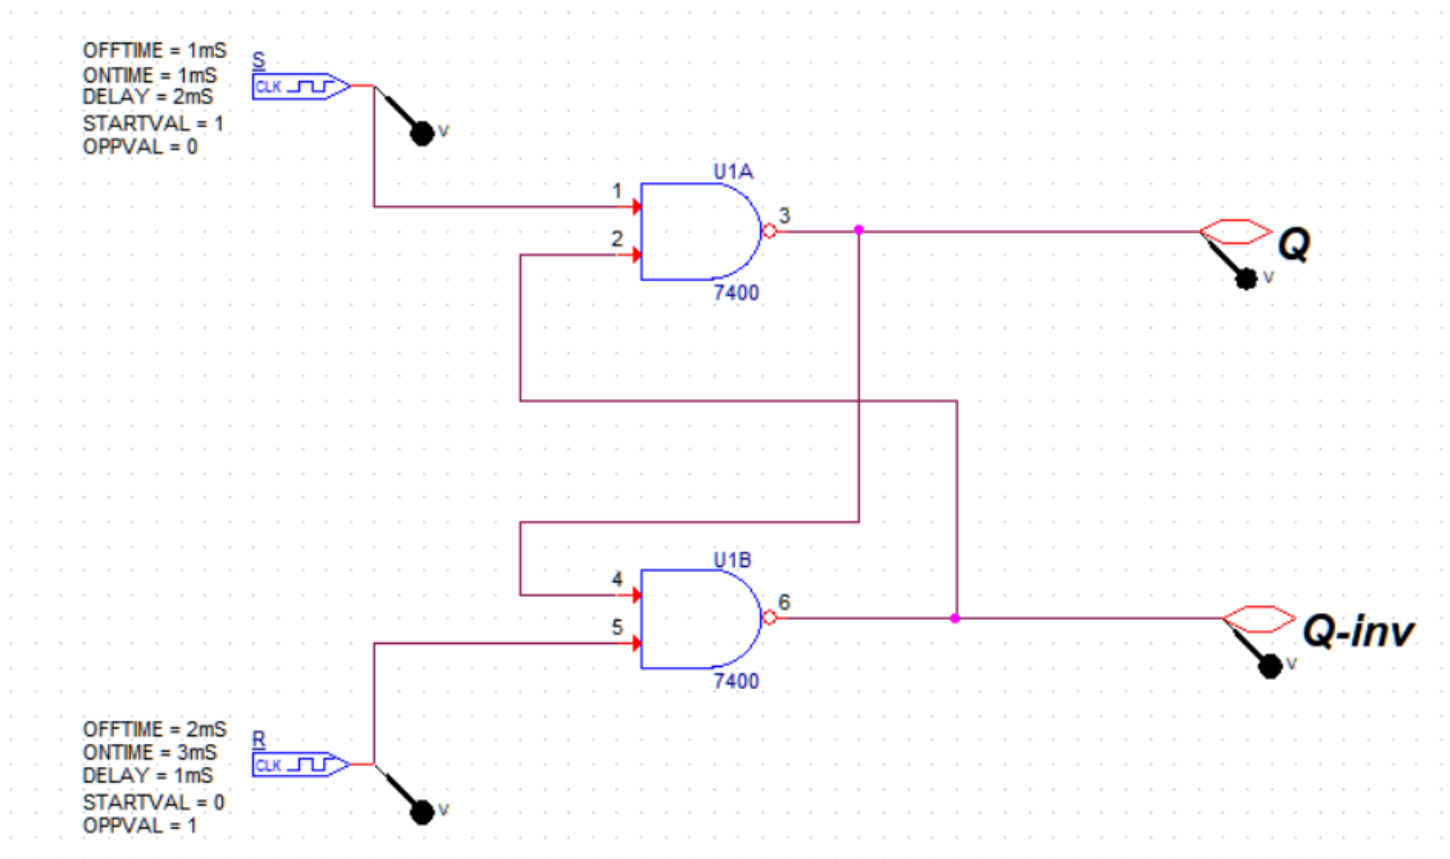 OFFTIME = 1mS
ONTIME = 1mS
DELAY = 2mS
STARTVAL = 1
OPPVAL = 0
S
CLK
V
U1A
1
2
3
7400
Q
V
U1B
4
5
6
7400
Q-inv
V
OFFTIME = 2mS
ONTIME = 3mS
DELAY = 1mS
STARTVAL = 0
OPPVAL = 1
R
CLK
V